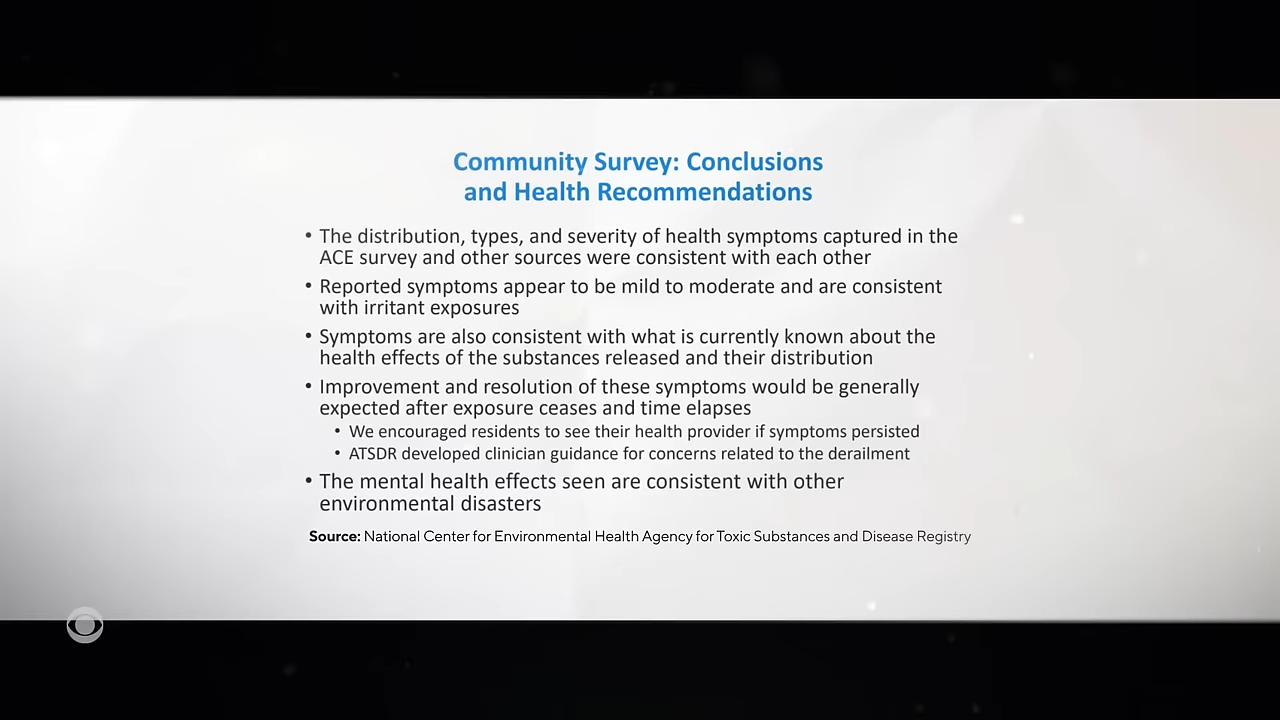 Community Survey: Conclusions
and Health Recommendations
• The distribution, types, and severity of health symptoms captured in the
ACE survey and other sources were consistent with each other
• Reported symptoms appear to be mild to moderate and are consistent
with irritant exposures
• Symptoms are also consistent with what is currently known about the
health effects of the substances released and their distribution
• Improvement and resolution of these symptoms would be generally
expected after exposure ceases and time elapses
• We encouraged residents to see their health provider if symptoms persisted
• ATSDR developed clinician guidance for concerns related to the derailment
• The mental health effects seen are consistent with other
environmental disasters
Source: National Center for Environmental Health Agency for Toxic Substances and Disease Registry